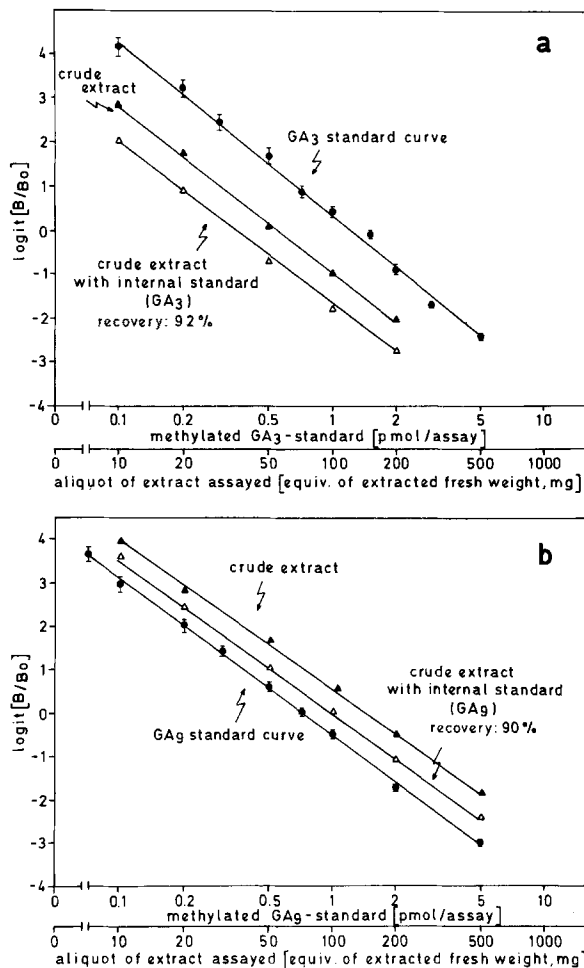 a
4
3
2
1
0
-1
-2
-3
-4
logit [B/B0]
crude
extract
GA3 standard curve
crude extract
with internal standard
(GA3)
recovery: 92%
0 0.1 0.2 0.5 1 2 5 10
methylated GA3-standard [pmol/assay]
0 10 20 50 100 200 500 1000
aliquot of extract assayed [equiv. of extracted fresh weight, mg]
b
4
3
2
1
0
-1
-2
-3
-4
logit [B/B0]
crude extract
crude extract
with internal standard
(GA9)
recovery: 90%
GA9 standard curve
0 0.1 0.2 0.5 1 2 5 10
methylated GA9-standard [pmol/assay]
0 10 20 50 100 200 500 1000
aliquot of extract assayed [equiv. of extracted fresh weight, mg]